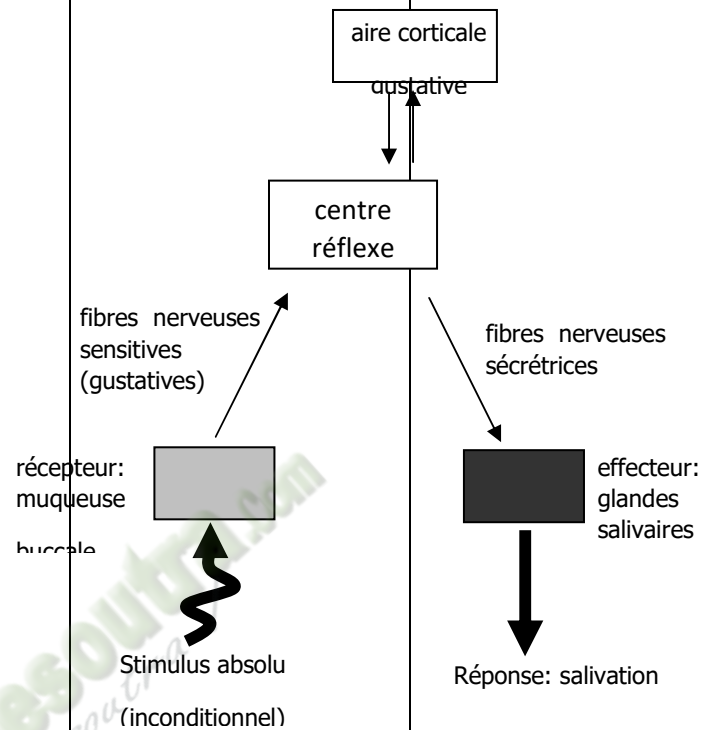 aire corticale
gustative
centre
réflexe
fibres nerveuses
sensitives
(gustatives)
fibres nerveuses
sécrétrices
récepteur:
muqueuse
buccale
effecteur:
glandes
salivaires
Stimulus absolu
(inconditionnel)
Réponse: salivation